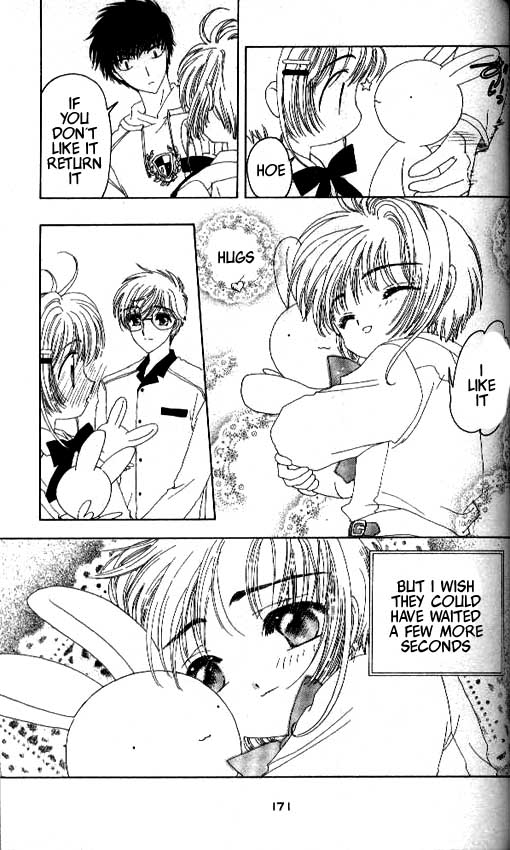 HOE
IF
YOU
DON'T
LIKE IT
RETURN
IT
HUGS
I
LIKE
IT
BUT I WISH
THEY COULD
HAVE WAITED
A FEW MORE
SECONDS
171